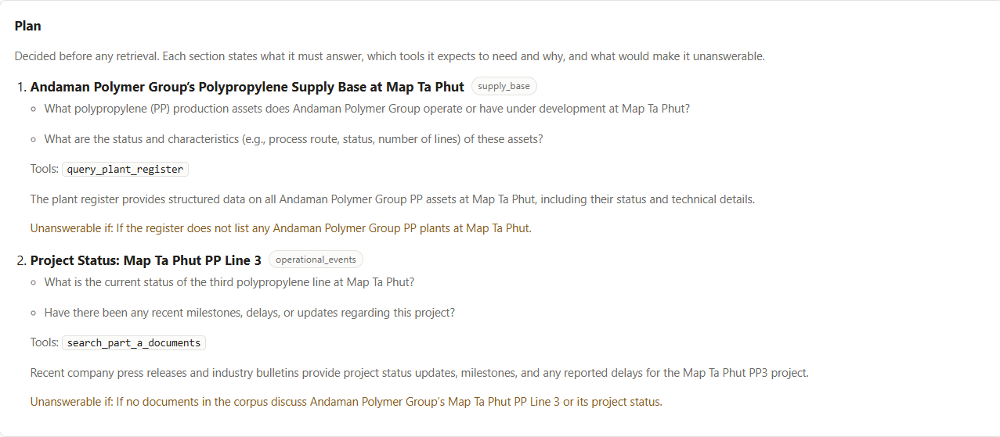 Plan
Decided before any retrieval. Each section states what it must answer, which tools it expects to need and why, and what would make it unanswerable.
1. Andaman Polymer Group's Polypropylene Supply Base at Map Ta Phut supply_base
What polypropylene (PP) production assets does Andaman Polymer Group operate or have under development at Map Ta Phut?
What are the status and characteristics (e.g., process route, status, number of lines) of these assets?
Tools: query_plant_register
The plant register provides structured data on all Andaman Polymer Group PP assets at Map Ta Phut, including their status and technical details.
Unanswerable if: If the register does not list any Andaman Polymer Group PP plants at Map Ta Phut.
2. Project Status: Map Ta Phut PP Line 3 operational_events
What is the current status of the third polypropylene line at Map Ta Phut?
Have there been any recent milestones, delays, or updates regarding this project?
Tools: search_part_a_documents
Recent company press releases and industry bulletins provide project status updates, milestones, and any reported delays for the Map Ta Phut PP3 project.
Unanswerable if: If no documents in the corpus discuss Andaman Polymer Group's Map Ta Phut PP Line 3 or its project status.